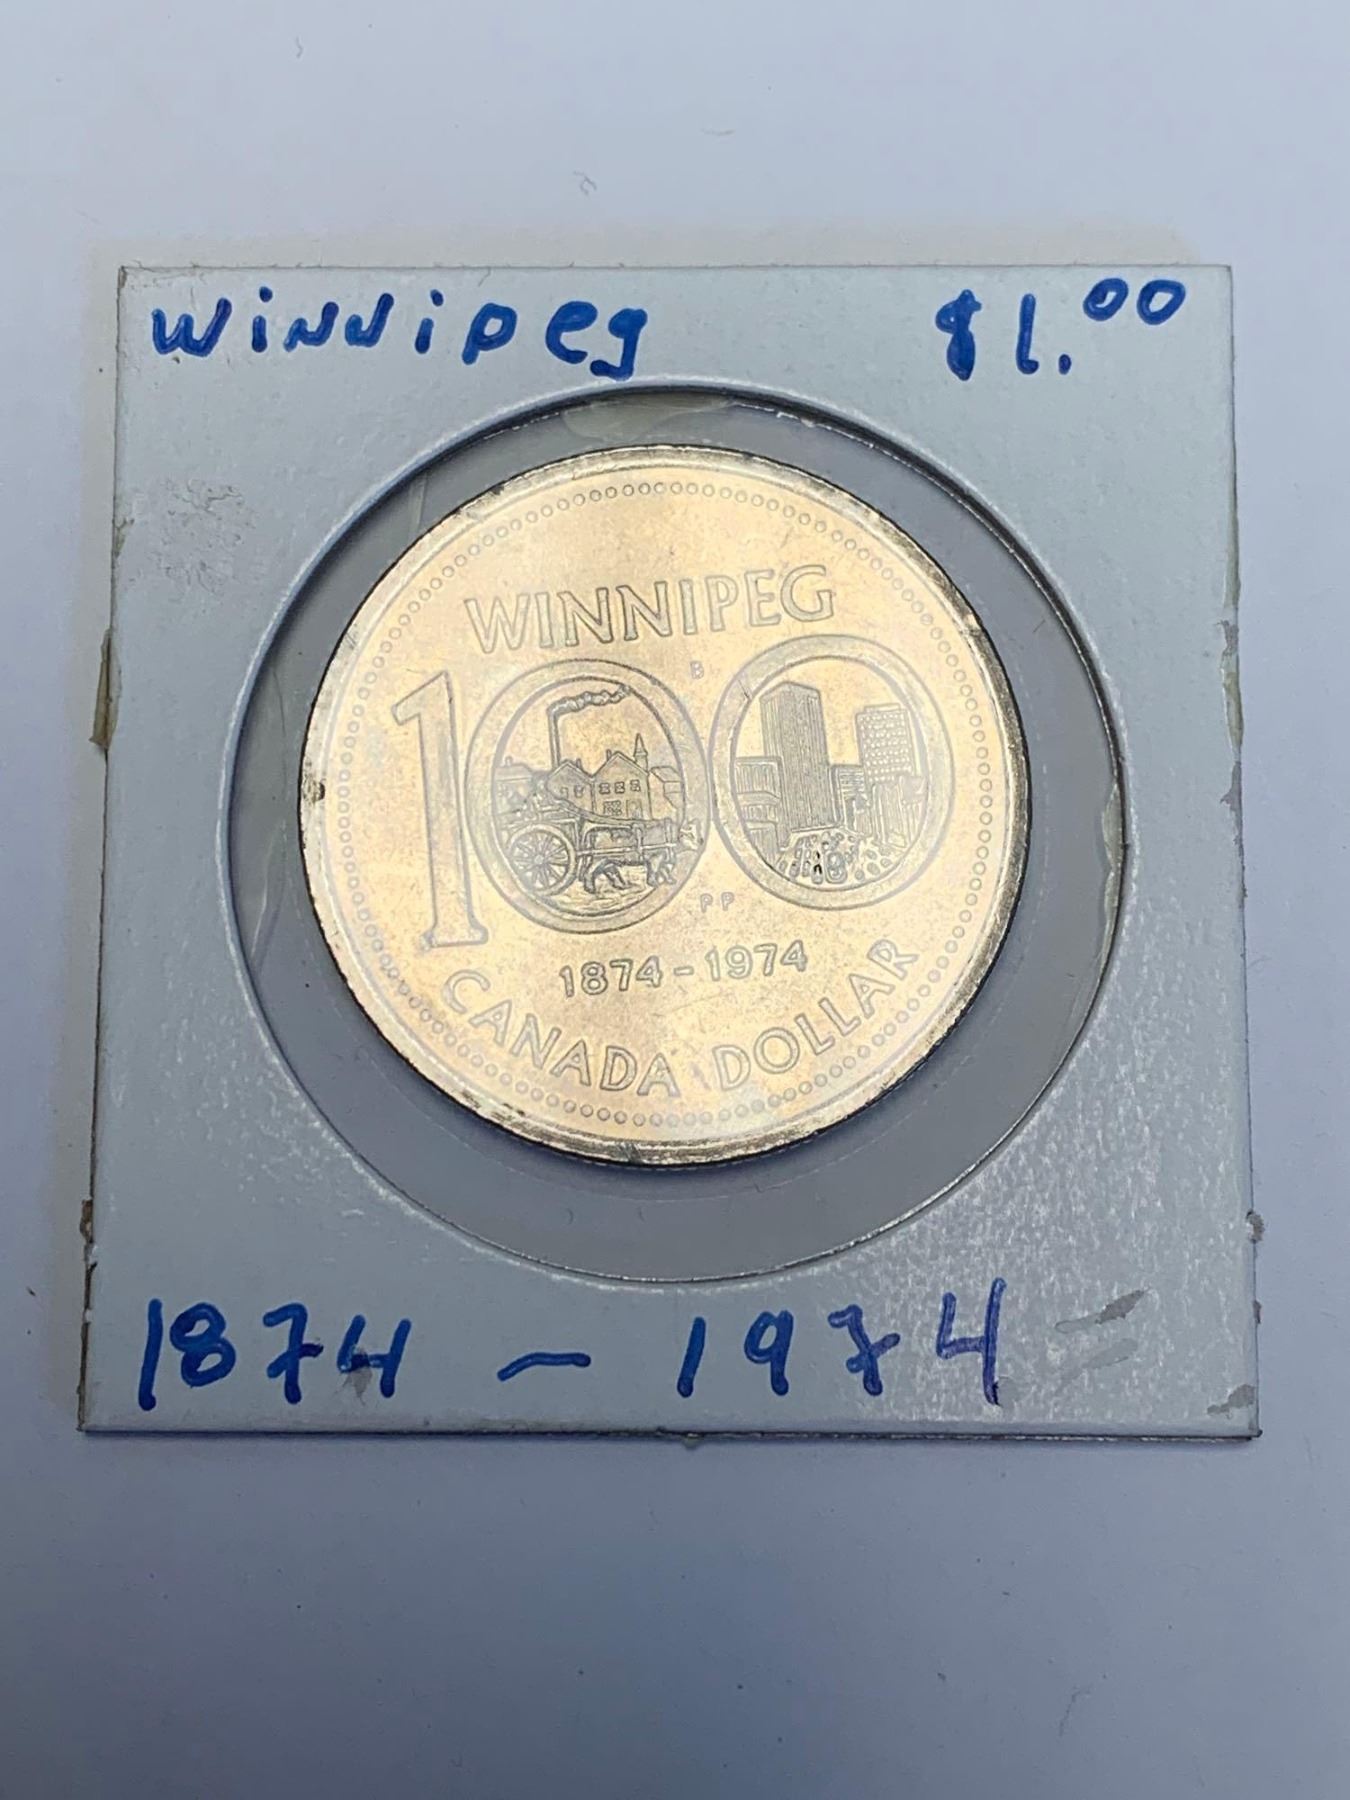 Winnipeg $1.00
WINNIPEG
B
100
PP
1874-1974
CANADA DOLLAR
1874 - 1974